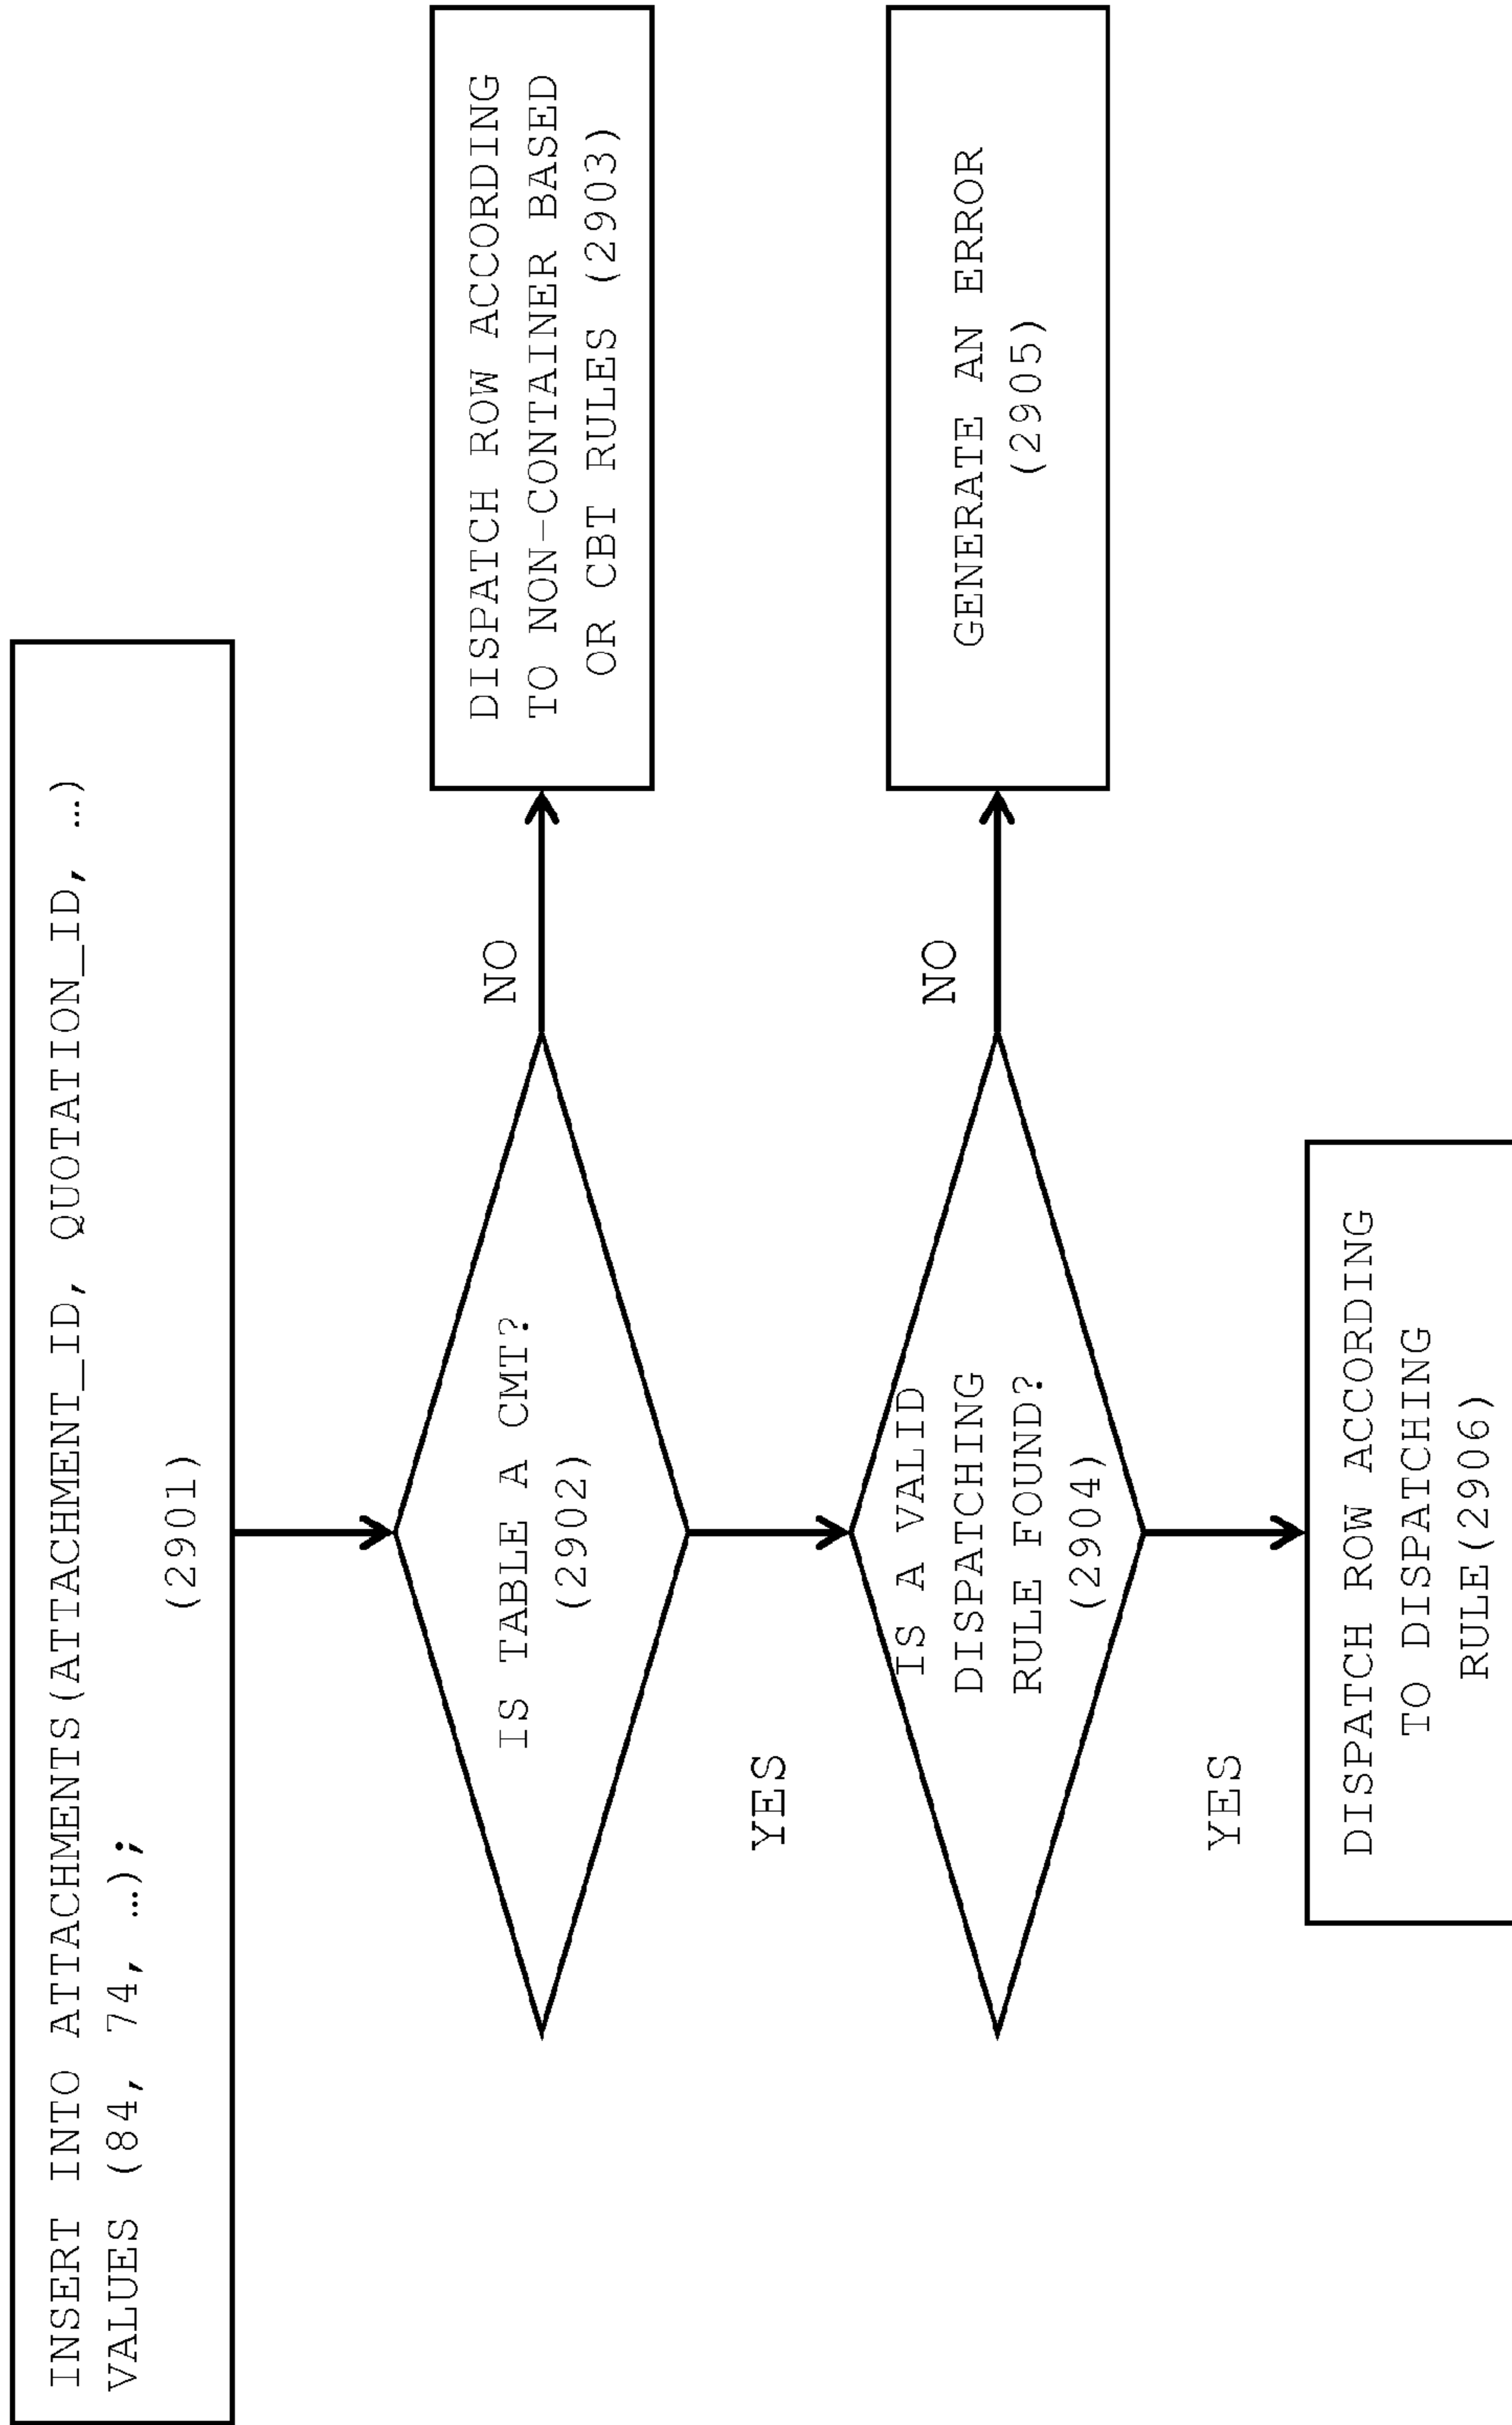 INSERT INTO ATTACHMENTS(ATTACHMENT_ID, QUOTATION_ID, …)
VALUES (84, 74, …);
(2901)
IS TABLE A CMT?
(2902)
NO
DISPATCH ROW ACCORDING
TO NON-CONTAINER BASED
OR CBT RULES (2903)
YES
IS A VALID
DISPATCHING
RULE FOUND?
(2904)
NO
GENERATE AN ERROR
(2905)
YES
DISPATCH ROW ACCORDING
TO DISPATCHING
RULE(2906)